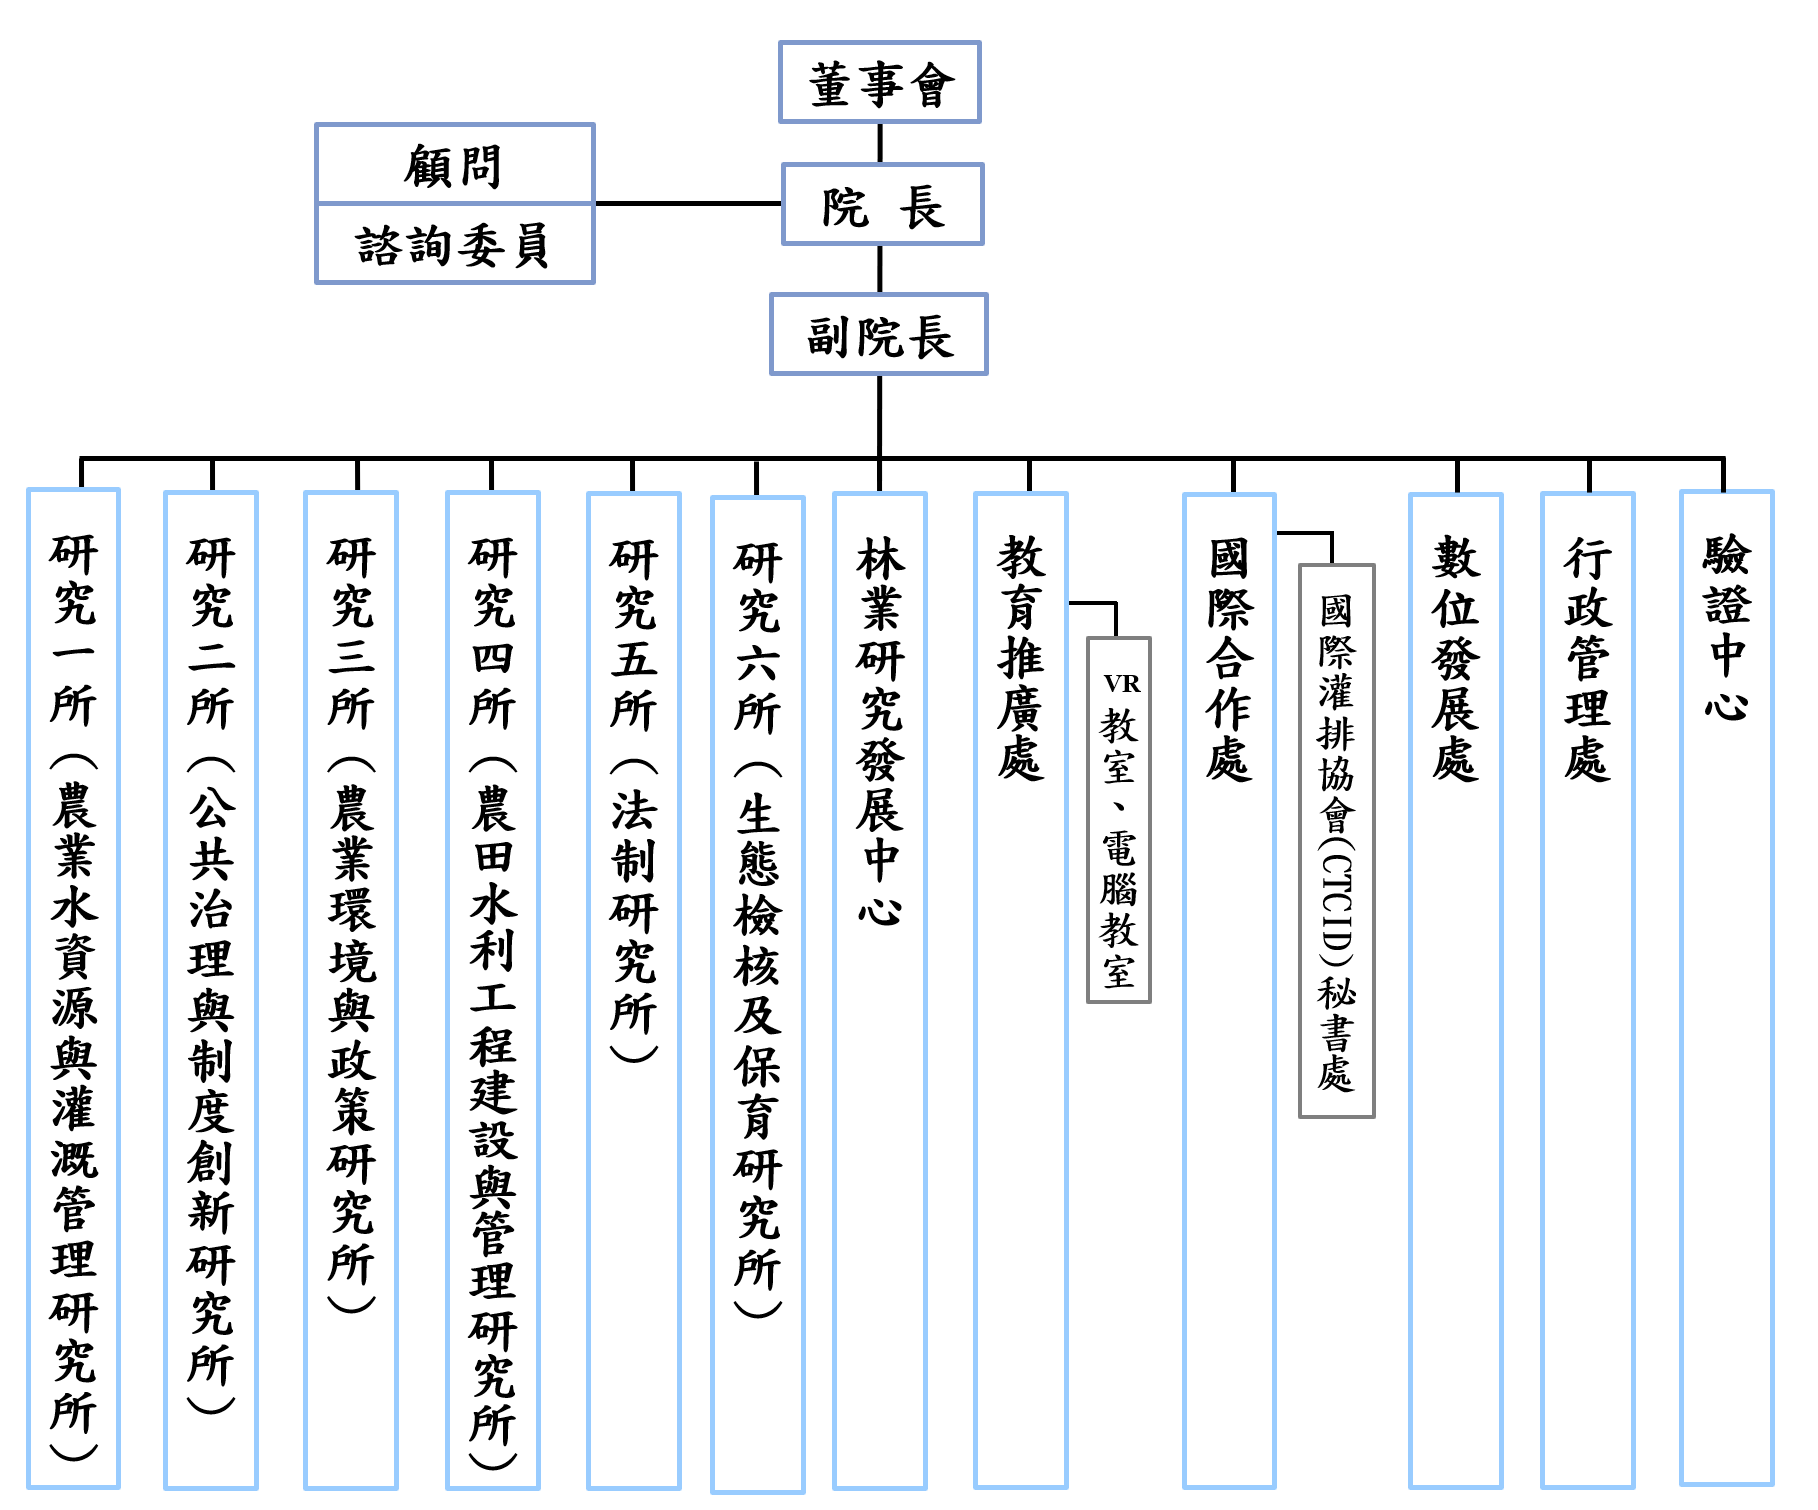 董事會
顧問
諮詢委員
院 長
副院長
研究一所（農業水資源與灌溉管理研究所）
研究二所（公共治理與制度創新研究所）
研究三所（農業環境與政策研究所）
研究四所（農田水利工程建設與管理研究所）
研究五所（法制研究所）
研究六所（生態檢核及保育研究所）
林業研究發展中心
教育推廣處
VR教室、電腦教室
國際合作處
國際灌排協會(CTCID)秘書處
數位發展處
行政管理處
驗證中心